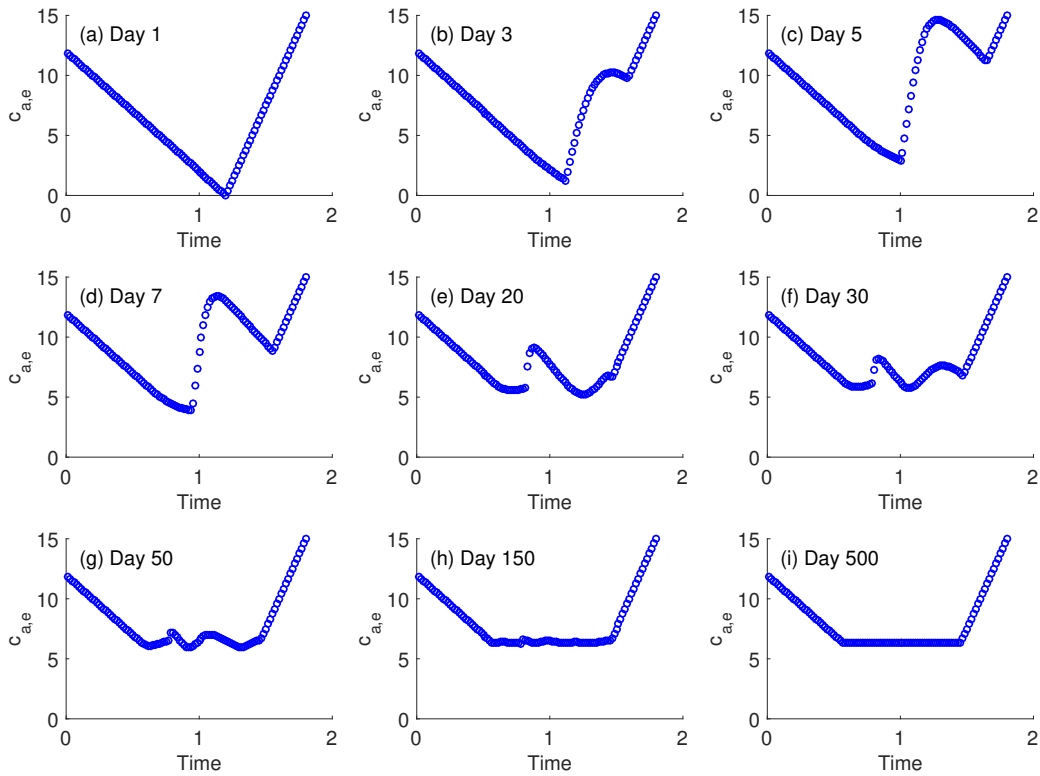 (a) Day 1
15
10
5
0
c_{a,e}
0
1
2
Time
(b) Day 3
15
10
5
0
c_{a,e}
0
1
2
Time
(c) Day 5
15
10
5
0
c_{a,e}
0
1
2
Time
(d) Day 7
15
10
5
0
c_{a,e}
0
1
2
Time
(e) Day 20
15
10
5
0
c_{a,e}
0
1
2
Time
(f) Day 30
15
10
5
0
c_{a,e}
0
1
2
Time
(g) Day 50
15
10
5
0
c_{a,e}
0
1
2
Time
(h) Day 150
15
10
5
0
c_{a,e}
0
1
2
Time
(i) Day 500
15
10
5
0
c_{a,e}
0
1
2
Time